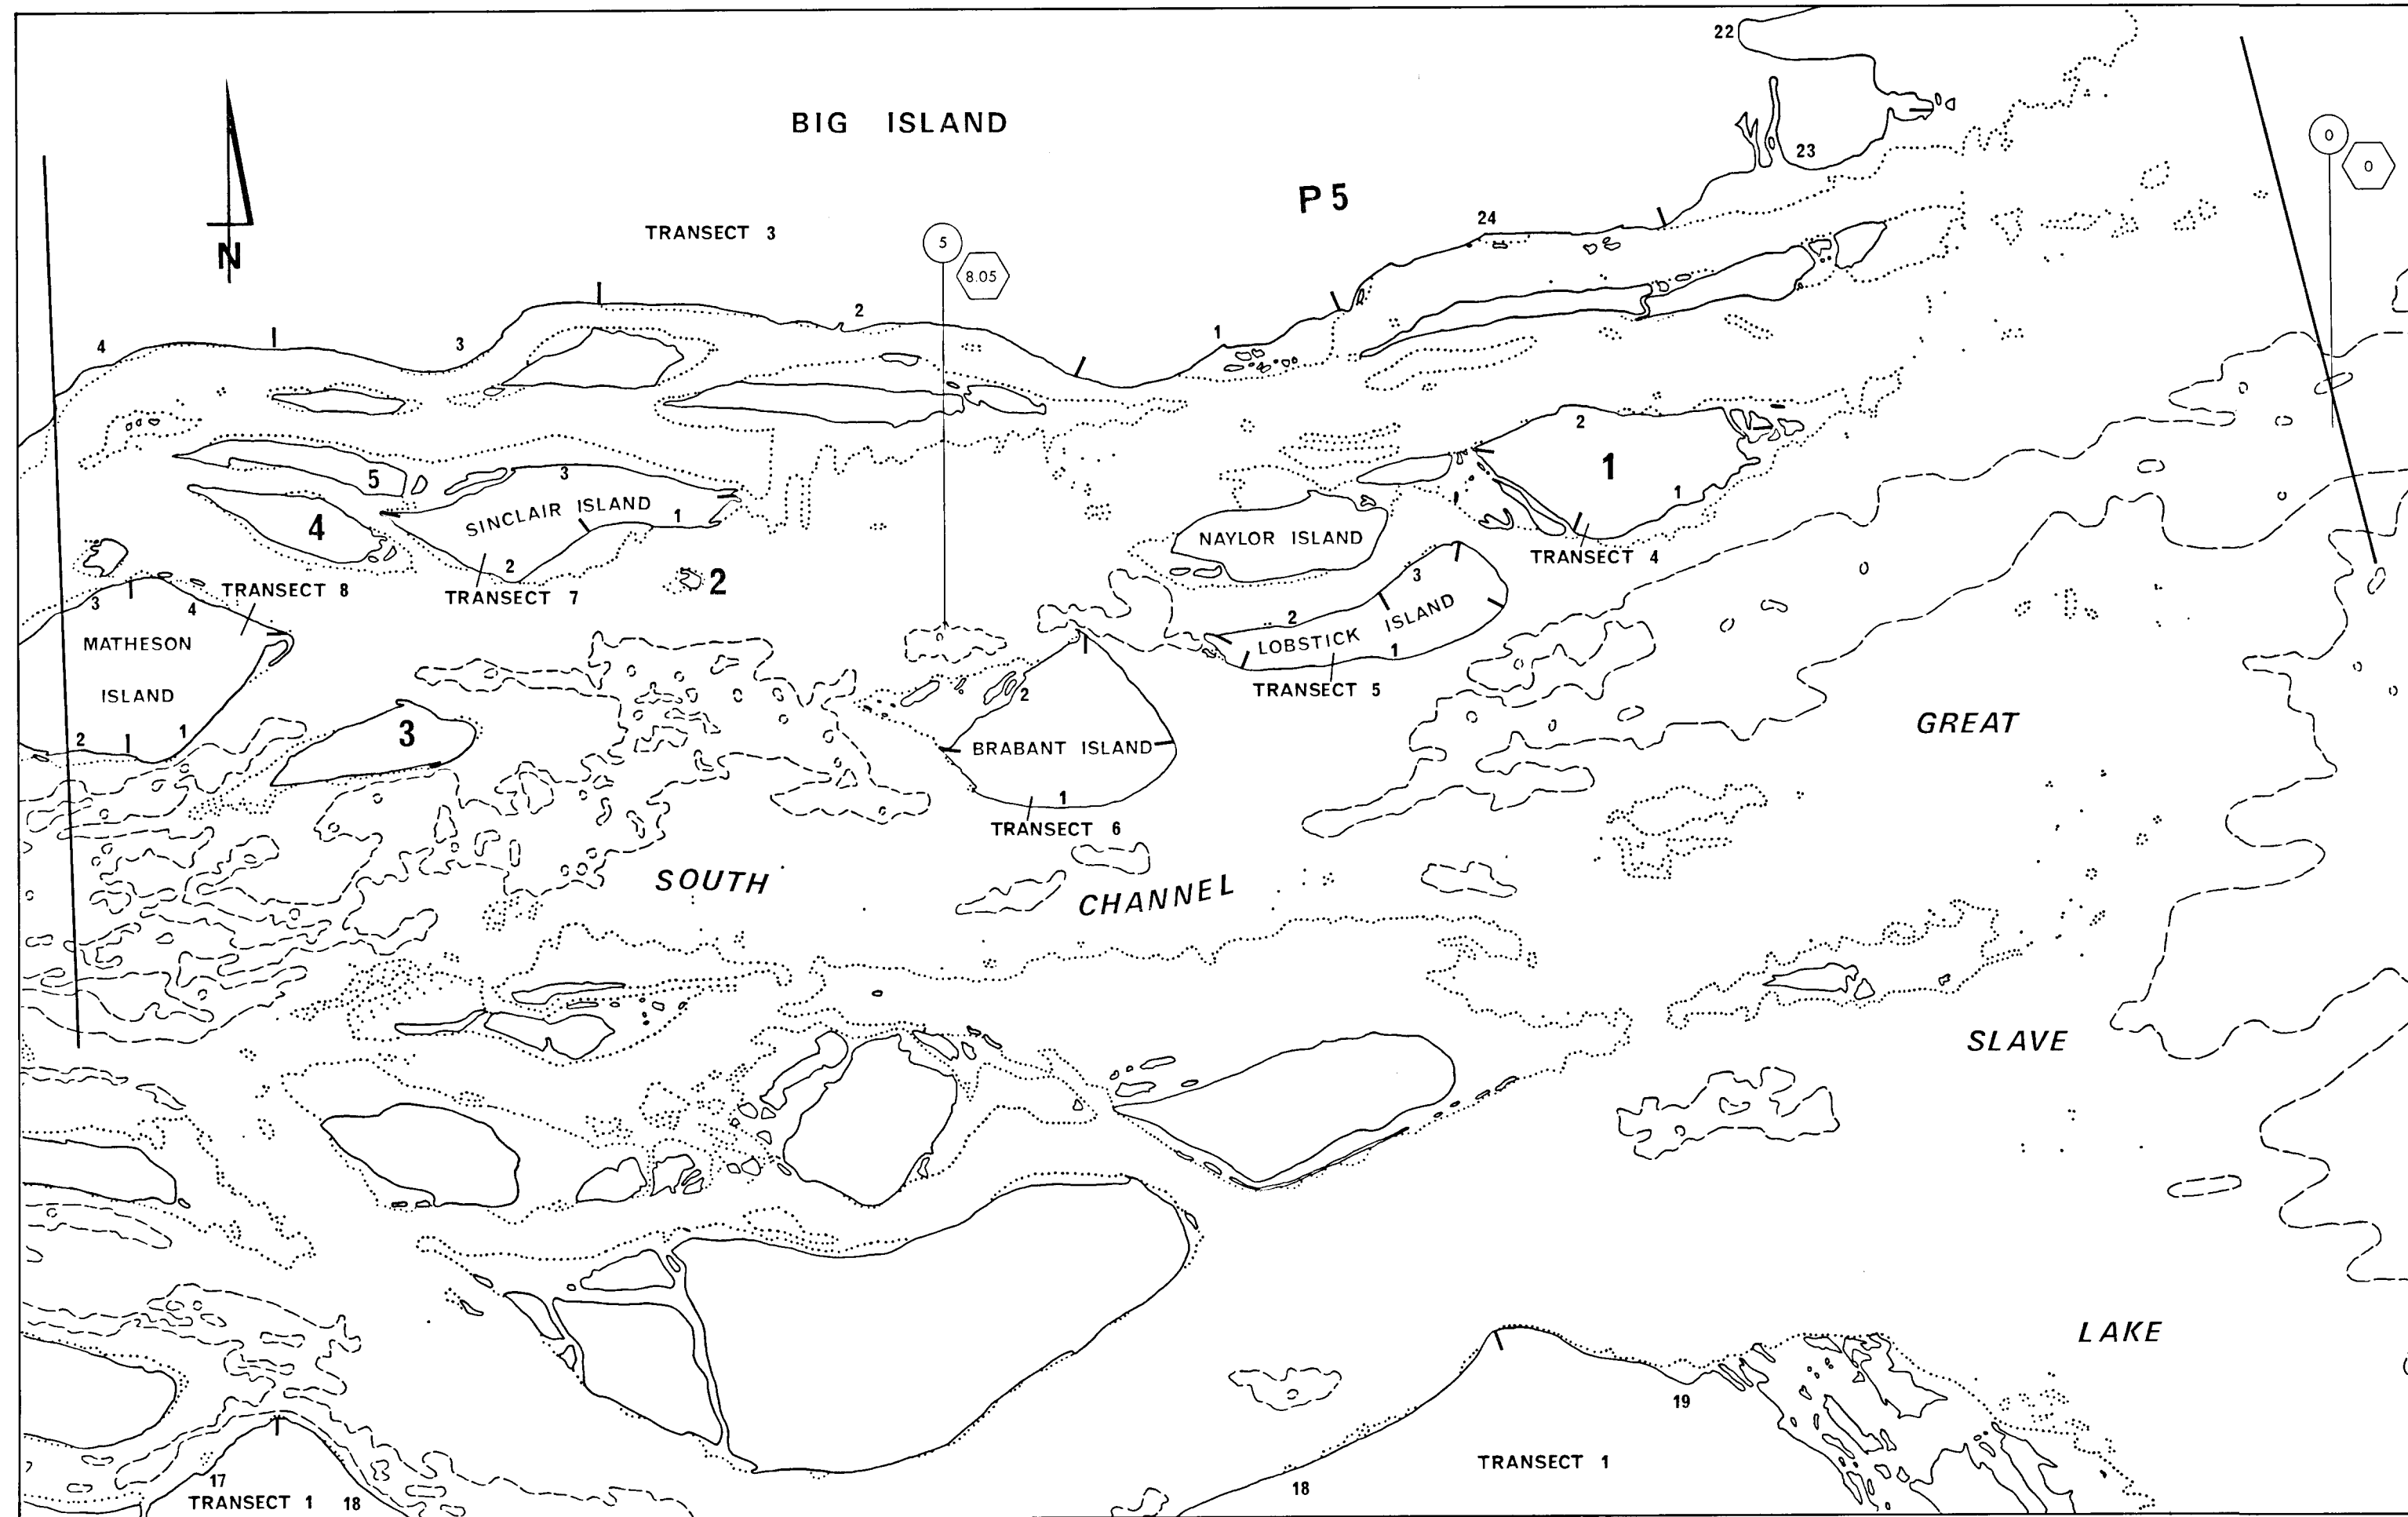 22
BIG ISLAND
0
0
23
P 5
24
TRANSECT 3
5
8.05
2
1
4
3
2
1
1
5
3
SINCLAIR ISLAND
1
4
NAYLOR ISLAND
TRANSECT 4
2
TRANSECT 7
2
TRANSECT 8
3
4
3
2
LOBSTICK ISLAND
1
TRANSECT 5
MATHESON
ISLAND
2
1
3
2
BRABANT ISLAND
1
TRANSECT 6
GREAT
SOUTH
CHANNEL
SLAVE
LAKE
19
TRANSECT 1
18
17
TRANSECT 1 18
N